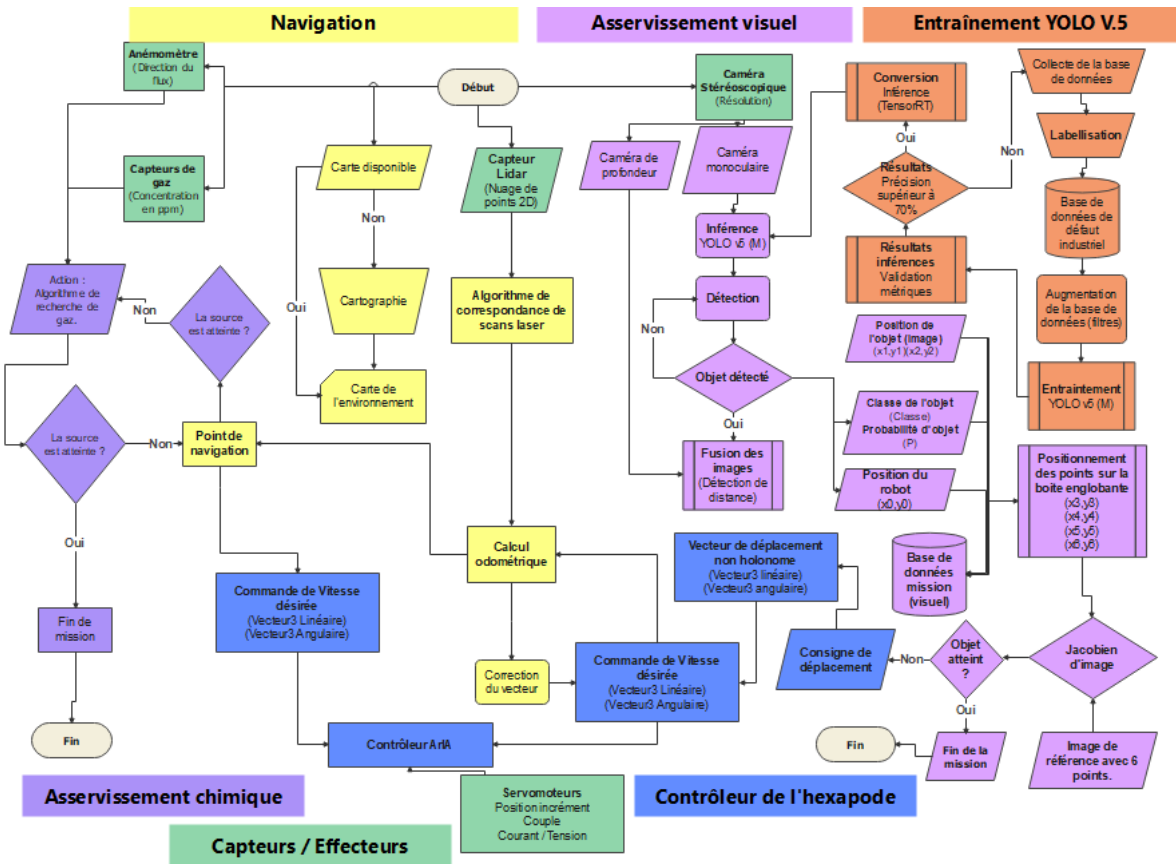 Navigation
Asservissement visuel
Entraînement YOLO V.5
Anémomètre
(Direction du
flux)
Début
Caméra
Stéréoscopique
(Résolution)
Conversion
Inférence
(TensorRT)
Collecte de la base
de données
Oui
Non
Labellisation
Capteurs de
gaz
(Concentration
en ppm)
Carte disponible
Capteur
Lidar
(Nuage de
points 2D)
Caméra de
profondeur
Caméra
monoculaire
Résultats
Précision
supérieur à
70%
Base de
données de
défaut
industriel
Non
Inférence
YOLO v5 (M)
Résultats
inférences
Validation
métriques
Action :
Algorithme de
recherche de
gaz.
Non
La source
est atteinte ?
Oui
Cartographie
Algorithme de
correspondance de
scans laser
Détection
Non
Augmentation
de la base de
données (filtres)
Position de
l'objet (image)
(x1,y1)(x2,y2)
Objet détecté
Carte de
l'environnement
Entraintement
YOLO v5 (M)
Classe de l'objet
(Classe)
Probabilité d'objet
(P)
Oui
La source
est atteinte ?
Non
Point de
navigation
Fusion des
images
(Détection de
distance)
Position du
robot
(x0,y0)
Positionnement
des points sur la
boite englobante
(x3,y3)
(x4,y4)
(x5,y5)
(x6,y6)
Oui
Calcul
odométrique
Vecteur de déplacement
non holonome
(Vecteur3 linéaire)
(Vecteur3 angulaire)
Base de
données
mission
(visuel)
Commande de Vitesse
désirée
(Vecteur3 Linéaire)
(Vecteur3 Angulaire)
Fin de
mission
Consigne de
déplacement
Non
Objet
atteint
?
Jacobien
d'image
Correction
du vecteur
Commande de Vitesse
désirée
(Vecteur3 Linéaire)
(Vecteur3 Angulaire)
Oui
Fin
Contrôleur ArIA
Fin
Fin de la
mission
Image de
référence avec 6
points.
Asservissement chimique
Servomoteurs
Position incrément
Couple
Courant / Tension
Contrôleur de l'hexapode
Capteurs / Effecteurs